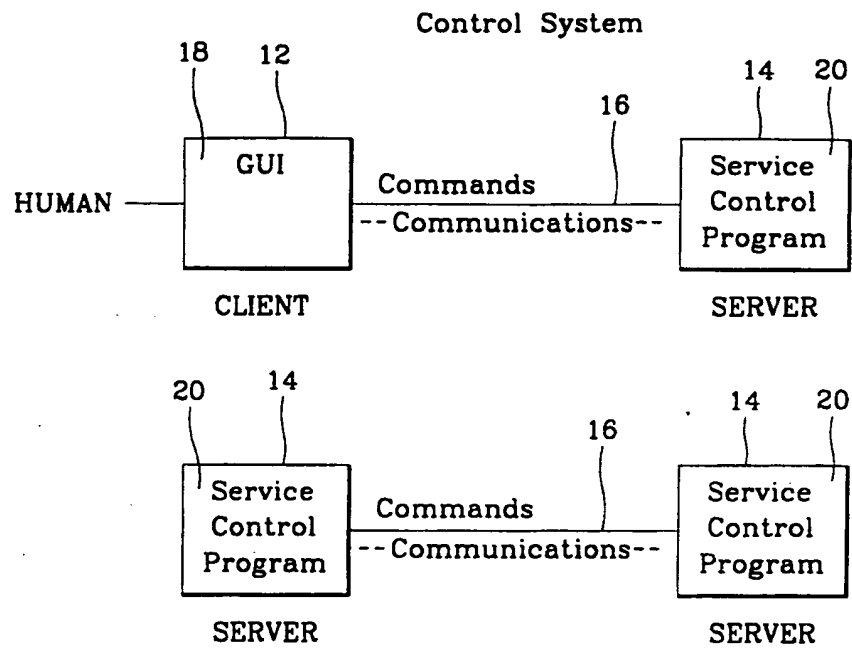 Control System
18
12
14
20
16
GUI
Service
Control
Program
HUMAN
Commands
--Communications--
CLIENT
SERVER
20
14
16
14
20
Service
Control
Program
Commands
--Communications--
Service
Control
Program
SERVER
SERVER